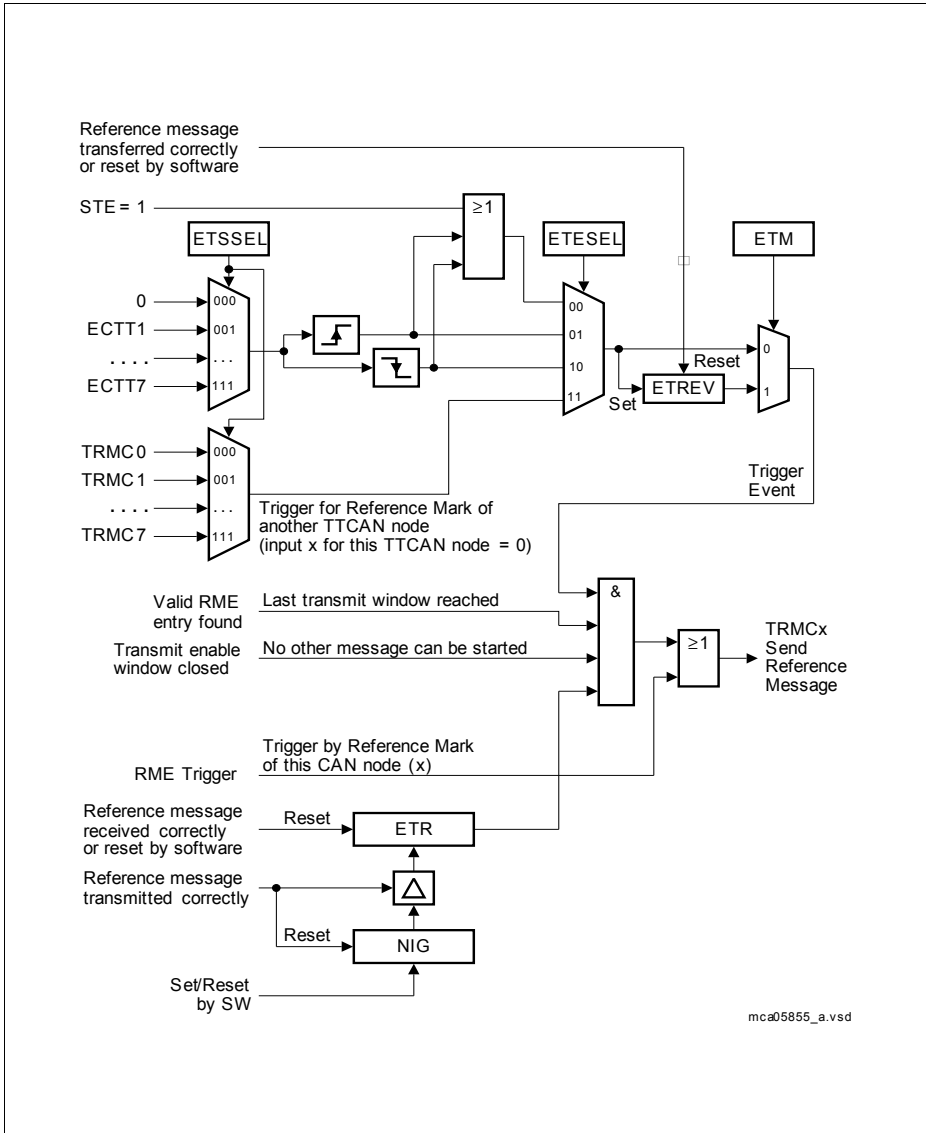 Reference message
transferred correctly
or reset by software
STE = 1
≥1
ETSSEL
ETESEL
ETM
0
000
ECTT1
001
. . . .
. . .
ECTT7
111
00
01
10
11
0
1
Reset
Set
ETREV
TRMC0
000
TRMC1
001
. . . .
. . .
TRMC7
111
Trigger for Reference Mark of
another TTCAN node
(input x for this TTCAN node = 0)
Trigger
Event
&
Valid RME
entry found
Last transmit window reached
Transmit enable
window closed
No other message can be started
≥1
TRMCx
Send
Reference
Message
Trigger by Reference Mark
of this CAN node (x)
RME Trigger
Reference message
received correctly
or reset by software
Reset
ETR
Reference message
transmitted correctly
Reset
NIG
Set/Reset
by SW
mca05855_a.vsd